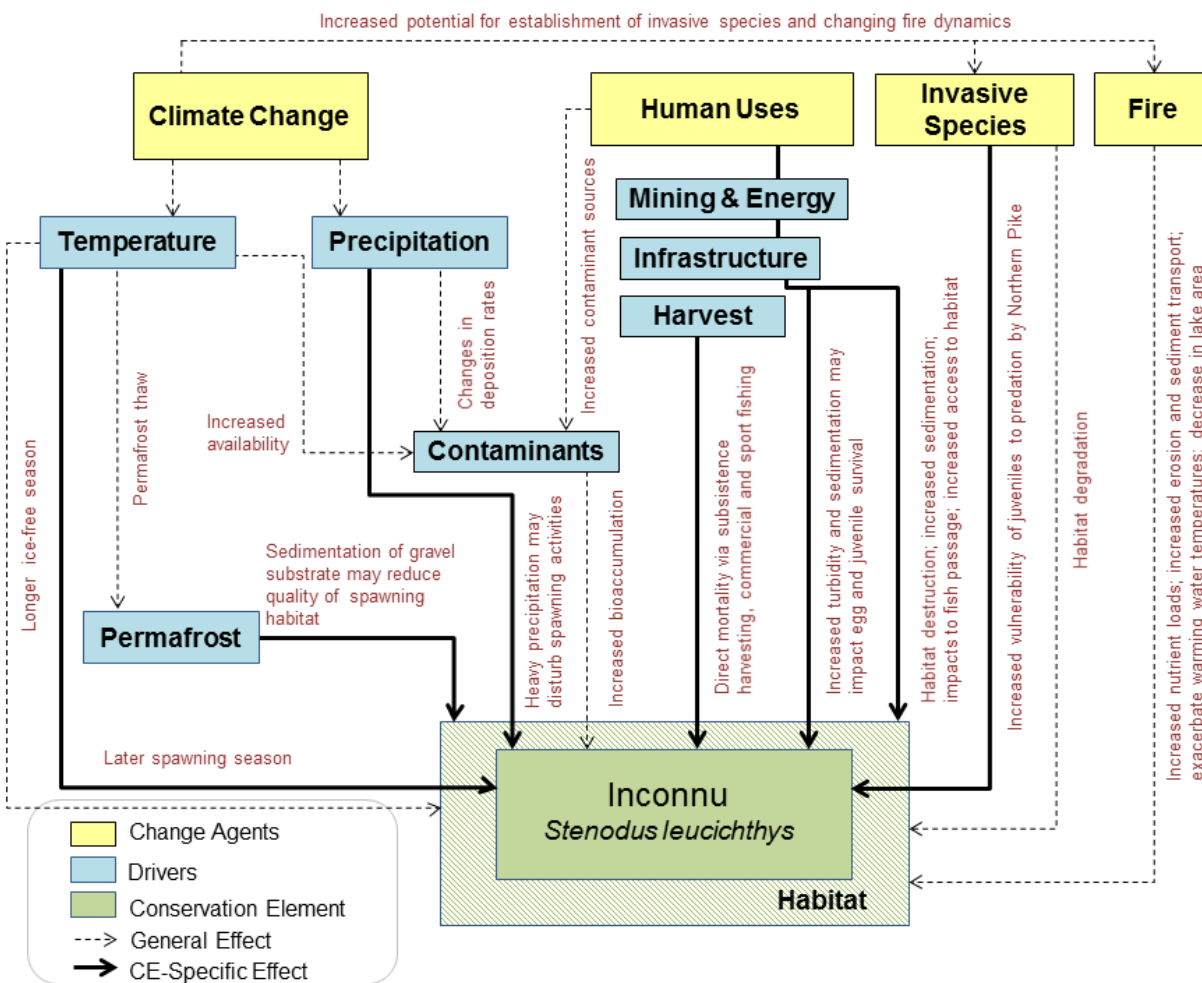 Increased potential for establishment of invasive species and changing fire dynamics
Climate Change
Human Uses
Invasive
Species
Fire
Mining & Energy
Infrastructure
Harvest
Temperature
Precipitation
Increased contaminant sources
Changes in
deposition rates
Permafrost thaw
Longer ice-free season
Increased
availability
Contaminants
Sedimentation of gravel
substrate may reduce
quality of spawning
habitat
Permafrost
Heavy precipitation may
disturb spawning activities
Increased bioaccumulation
Direct mortality via subsistence
harvesting, commercial and sport fishing
Increased turbidity and sedimentation may
impact egg and juvenile survival
Habitat destruction; increased sedimentation;
impacts to fish passage; increased access to habitat
Increased vulnerability of juveniles to predation by Northern Pike
Habitat degradation
Increased nutrient loads; increased erosion and sediment transport;
exacerbate warming water temperatures; decrease in lake area
Later spawning season
Inconnu
Stenodus leucichthys
Habitat
Change Agents
Drivers
Conservation Element
General Effect
CE-Specific Effect